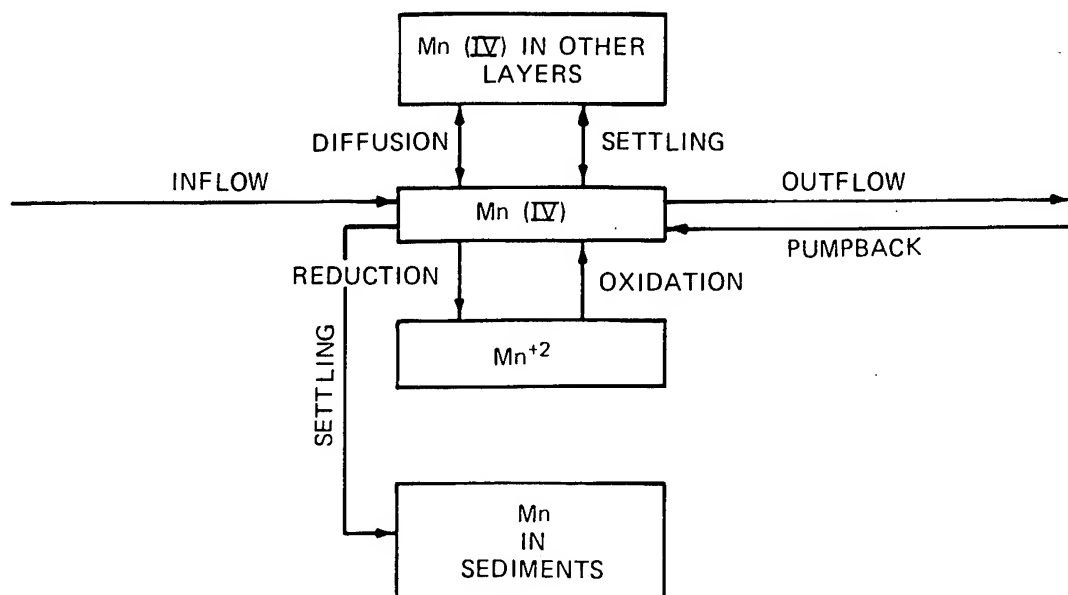 Mn (IV) IN OTHER
LAYERS
DIFFUSION
SETTLING
INFLOW
OUTFLOW
Mn (IV)
PUMPBACK
REDUCTION
OXIDATION
Mn+2
SETTLING
Mn
IN
SEDIMENTS